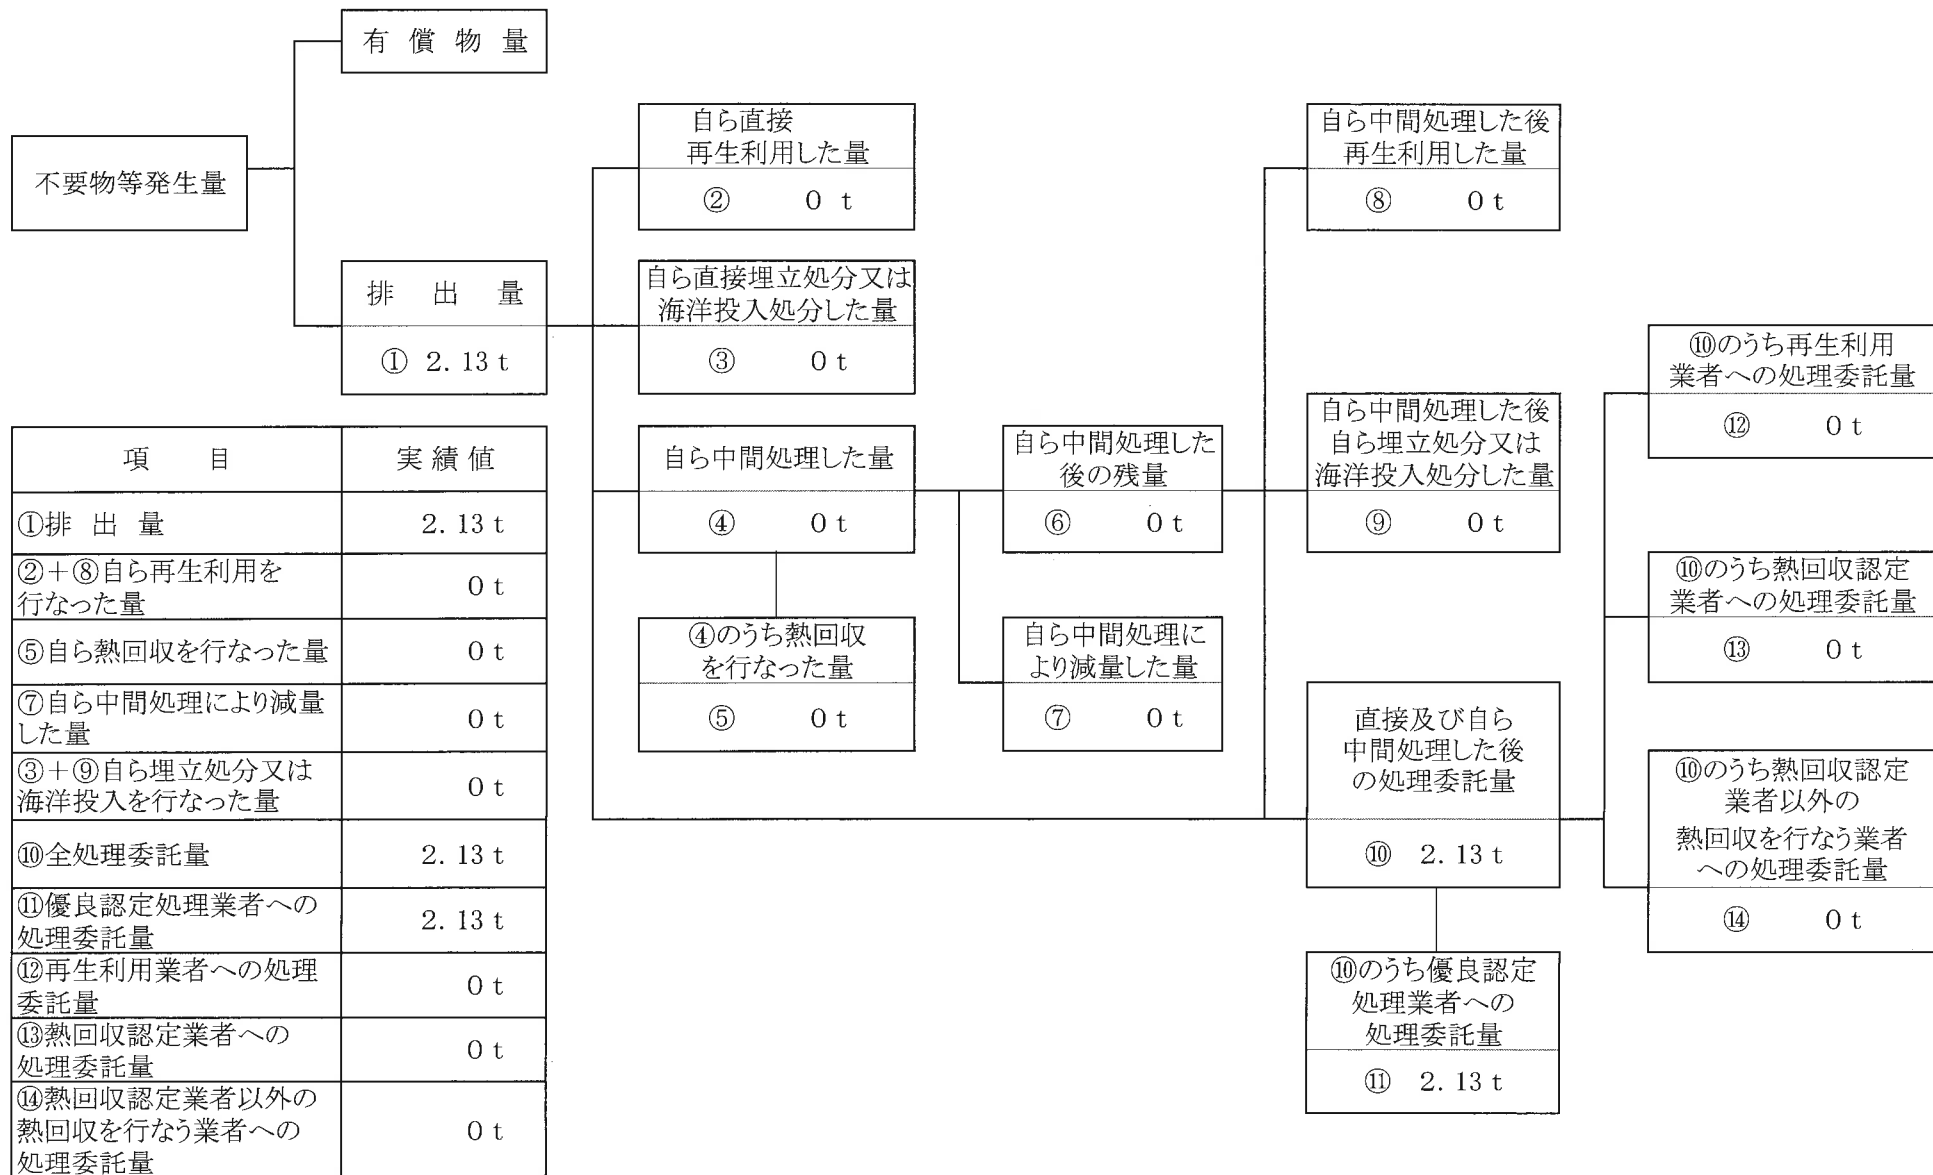 有償物量
不要物等発生量
排出量
① 2.13 t
自ら直接
再生利用した量
② 0 t
自ら直接埋立処分又は
海洋投入処分した量
③ 0 t
自ら中間処理した量
④ 0 t
④のうち熱回収
を行なった量
⑤ 0 t
自ら中間処理した
後の残量
⑥ 0 t
自ら中間処理に
より減量した量
⑦ 0 t
自ら中間処理した後
再生利用した量
⑧ 0 t
自ら中間処理した後
自ら埋立処分又は
海洋投入処分した量
⑨ 0 t
直接及び自ら
中間処理した後
の処理委託量
⑩ 2.13 t
⑩のうち優良認定
処理業者への
処理委託量
⑪ 2.13 t
⑩のうち再生利用
業者への処理委託量
⑫ 0 t
⑩のうち熱回収認定
業者への処理委託量
⑬ 0 t
⑩のうち熱回収認定
業者以外の
熱回収を行なう業者
への処理委託量
⑭ 0 t
項目 実績値
①排出量 2.13 t
②+⑧自ら再生利用を
行なった量 0 t
⑤自ら熱回収を行なった量 0 t
⑦自ら中間処理により減量
した量 0 t
③+⑨自ら埋立処分又は
海洋投入を行なった量 0 t
⑩全処理委託量 2.13 t
⑪優良認定処理業者への
処理委託量 2.13 t
⑫再生利用業者への処理
委託量 0 t
⑬熱回収認定業者への
処理委託量 0 t
⑭熱回収認定業者以外の
熱回収を行なう業者への
処理委託量 0 t